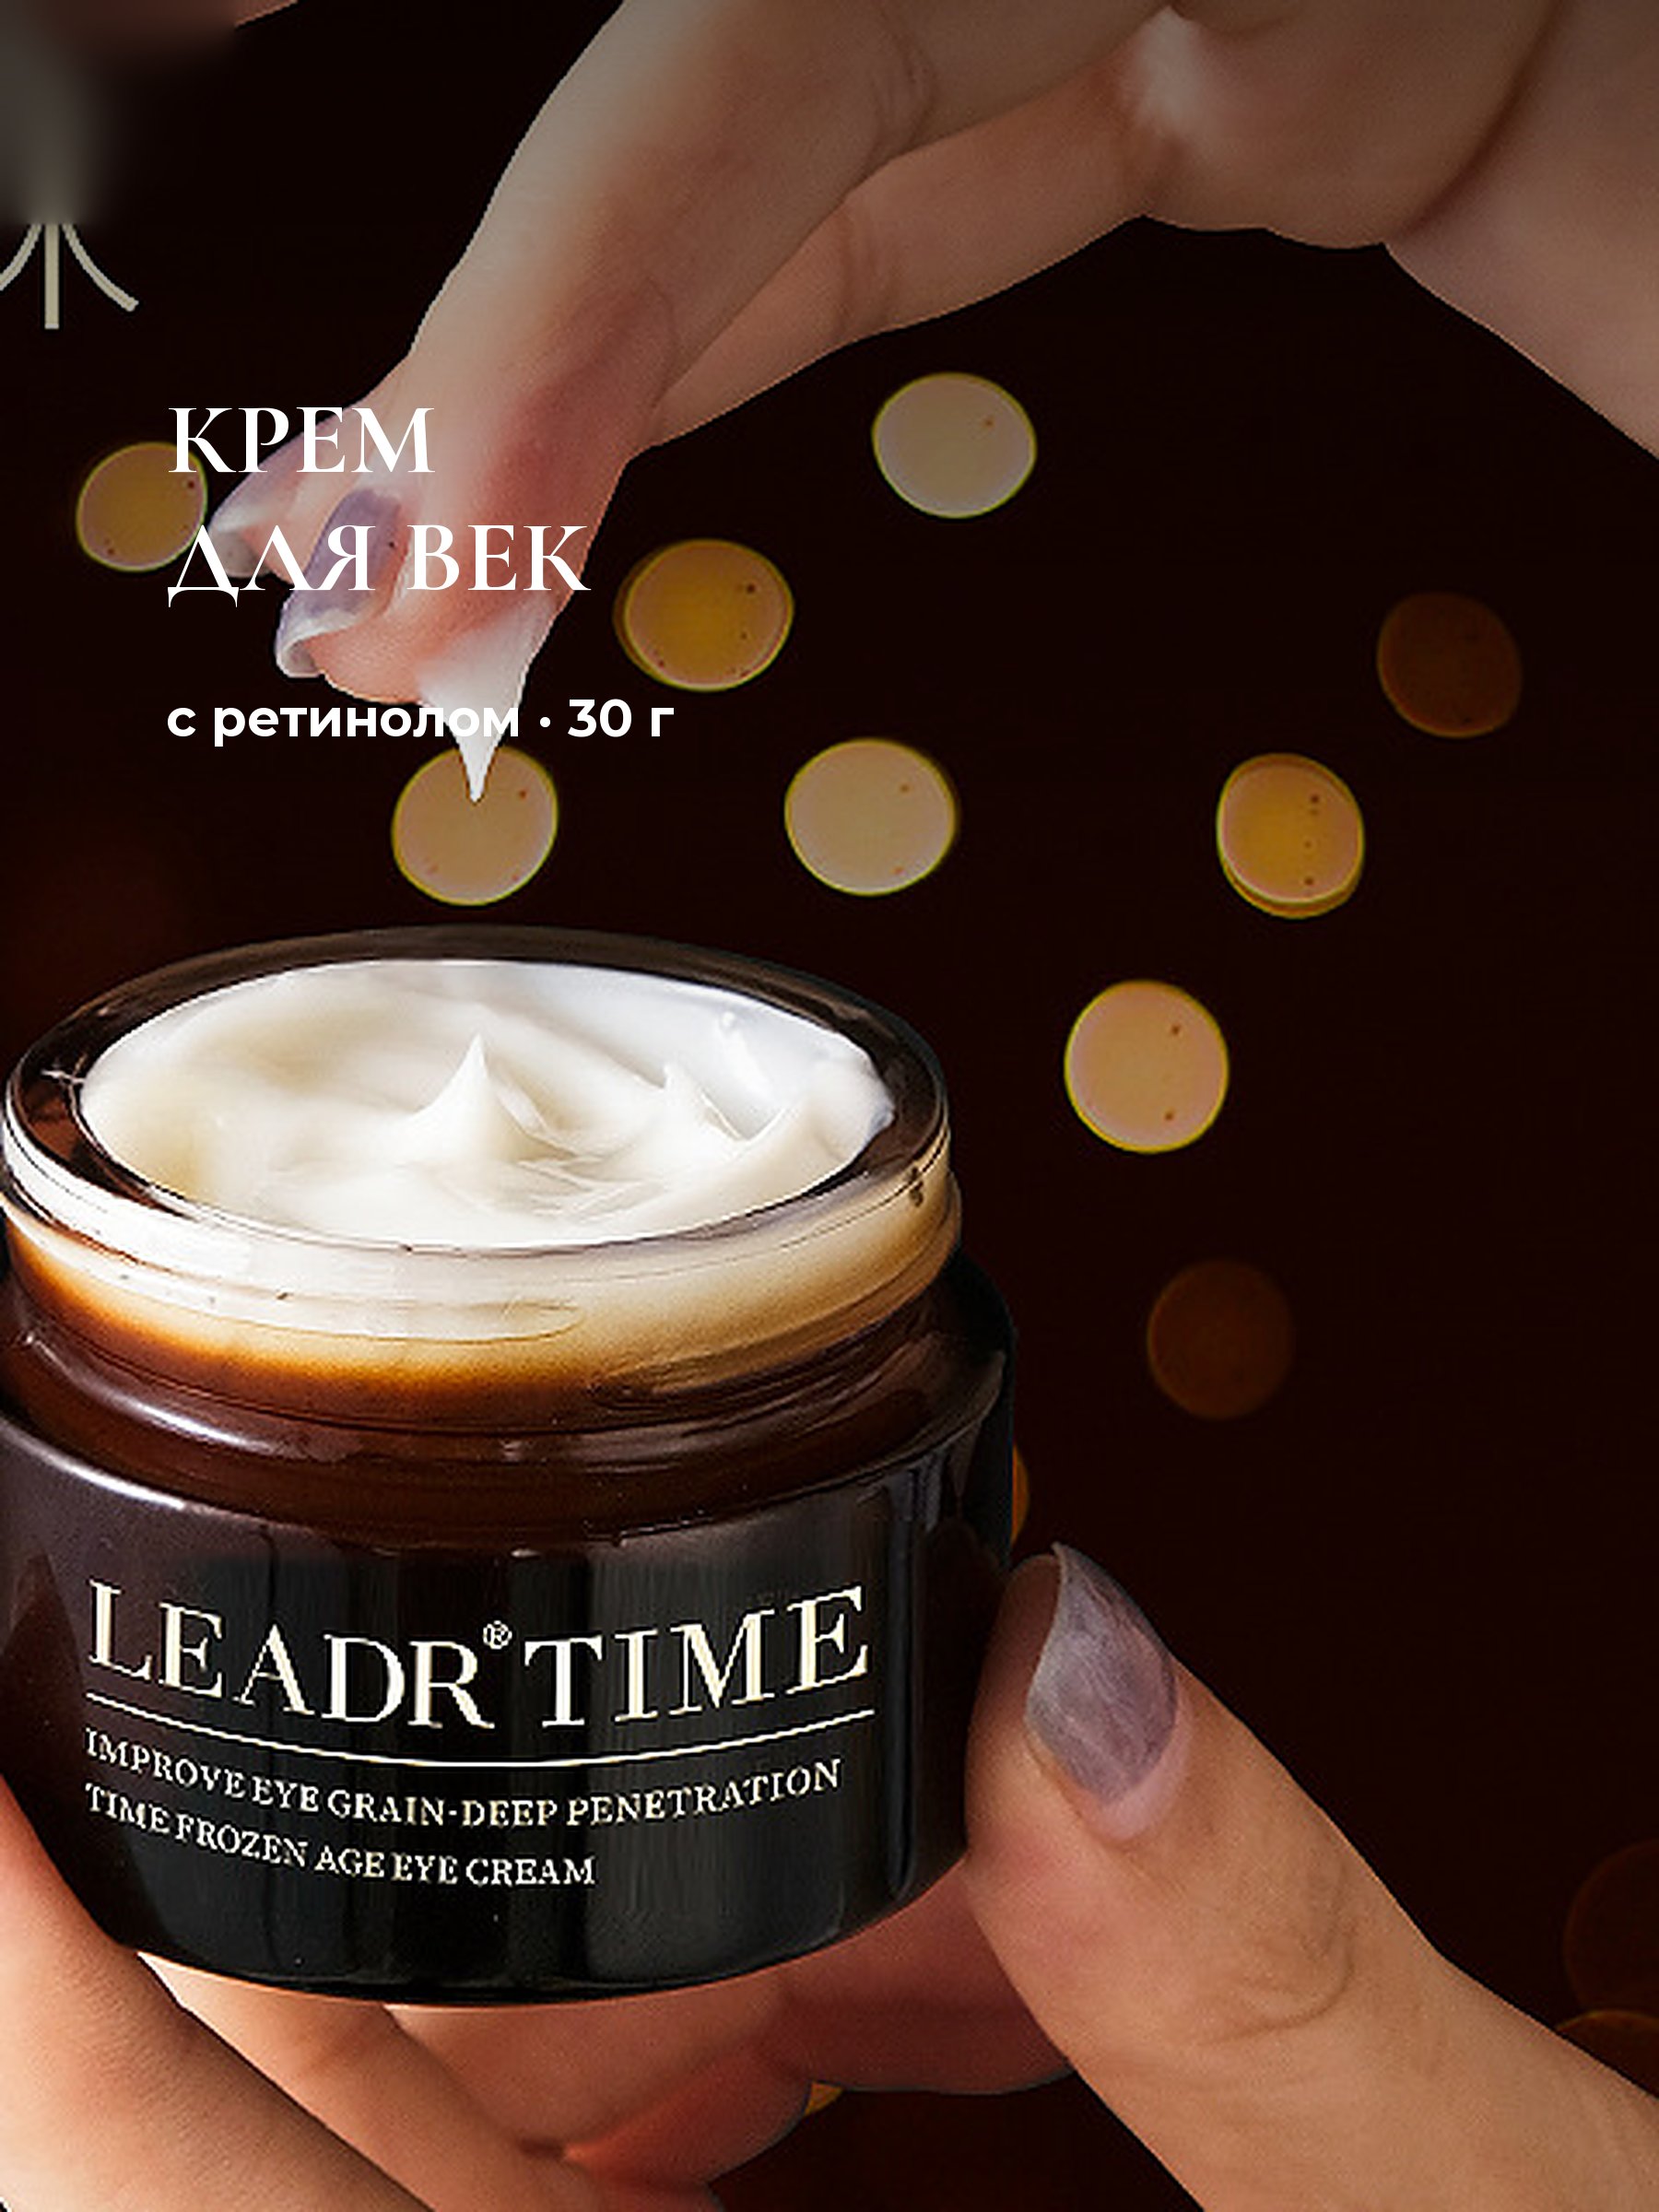 КРЕМ
ДЛЯ ВЕК
с ретинолом · 30 г
LEADR®TIME
IMPROVE EYE GRAIN-DEEP PENETRATION
TIME FROZEN AGE EYE CREAM